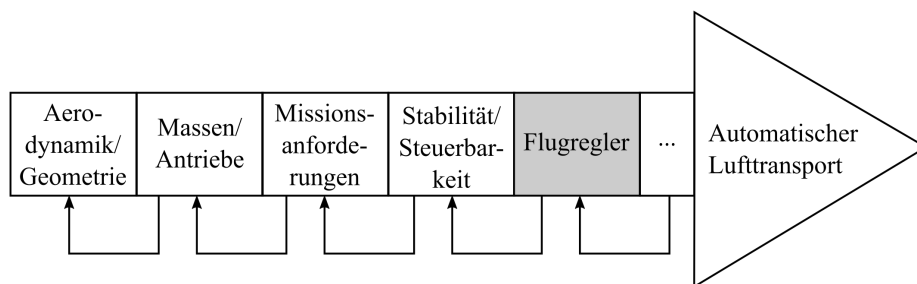 Aero-
dynamik/
Geometrie
Massen/
Antriebe
Missions-
anforde-
rungen
Stabilität/
Steuerbar-
keit
Flugregler
...
Automatischer
Lufttransport